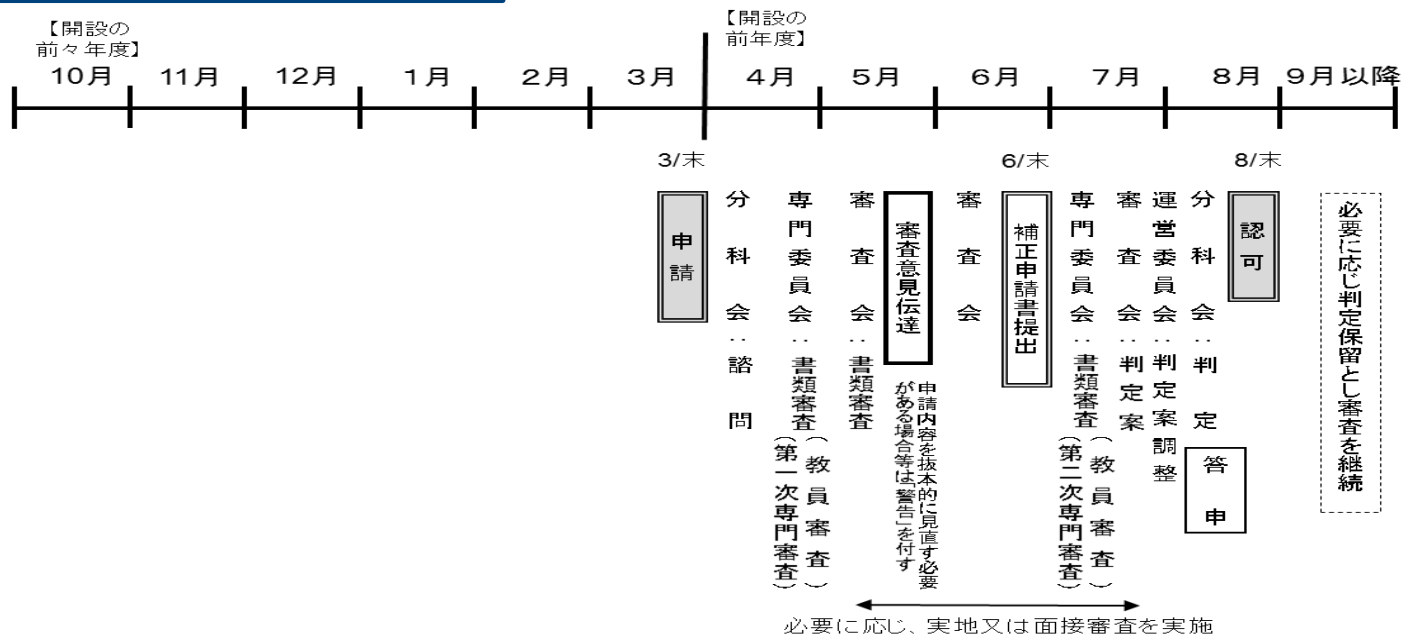 【開設の
前々年度】
【開設の
前年度】
10月 11月 12月 1月 2月 3月 4月 5月 6月 7月 8月 9月以降
3/末
6/末
8/末
申請
分科会：諮問
専門委員会：書類審査
（教員審査）
（第一次専門審査）
審査会：書類審査
審査意見伝達
申請内容を抜本的に見直す必要
がある場合等は「警告」を付す
審査会
補正申請書提出
専門委員会：書類審査
（教員審査）
（第二次専門審査）
審査会：判定案
運営委員会：判定案調整
分科会：判定
答申
認可
必要に応じ判定保留とし審査を継続
必要に応じ、実地又は面接審査を実施